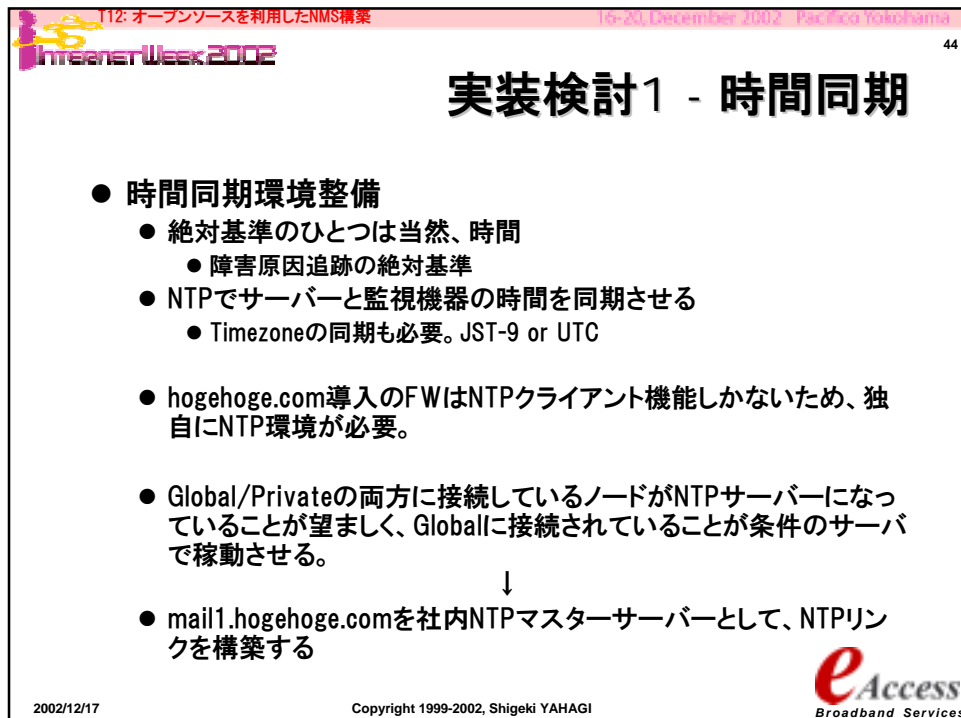 T12: オープンソースを利用したNMS構築
16-20, December 2002 Pacifico Yokohama
InternetWeek 2002
44
実装検討1 - 時間同期
● 時間同期環境整備
● 絶対基準のひとつは当然、時間
● 障害原因追跡の絶対基準
● NTPでサーバーと監視機器の時間を同期させる
● Timezoneの同期も必要。JST-9 or UTC
● hogehoge.com導入のFWはNTPクライアント機能しかないため、独
自にNTP環境が必要。
● Global/Privateの両方に接続しているノードがNTPサーバーになっ
ていることが望ましく、Globalに接続されていることが条件のサーバ
で稼動させる。
↓
● mail1.hogehoge.comを社内NTPマスターサーバーとして、NTPリン
クを構築する
eAccess
Broadband Services
2002/12/17
Copyright 1999-2002, Shigeki YAHAGI